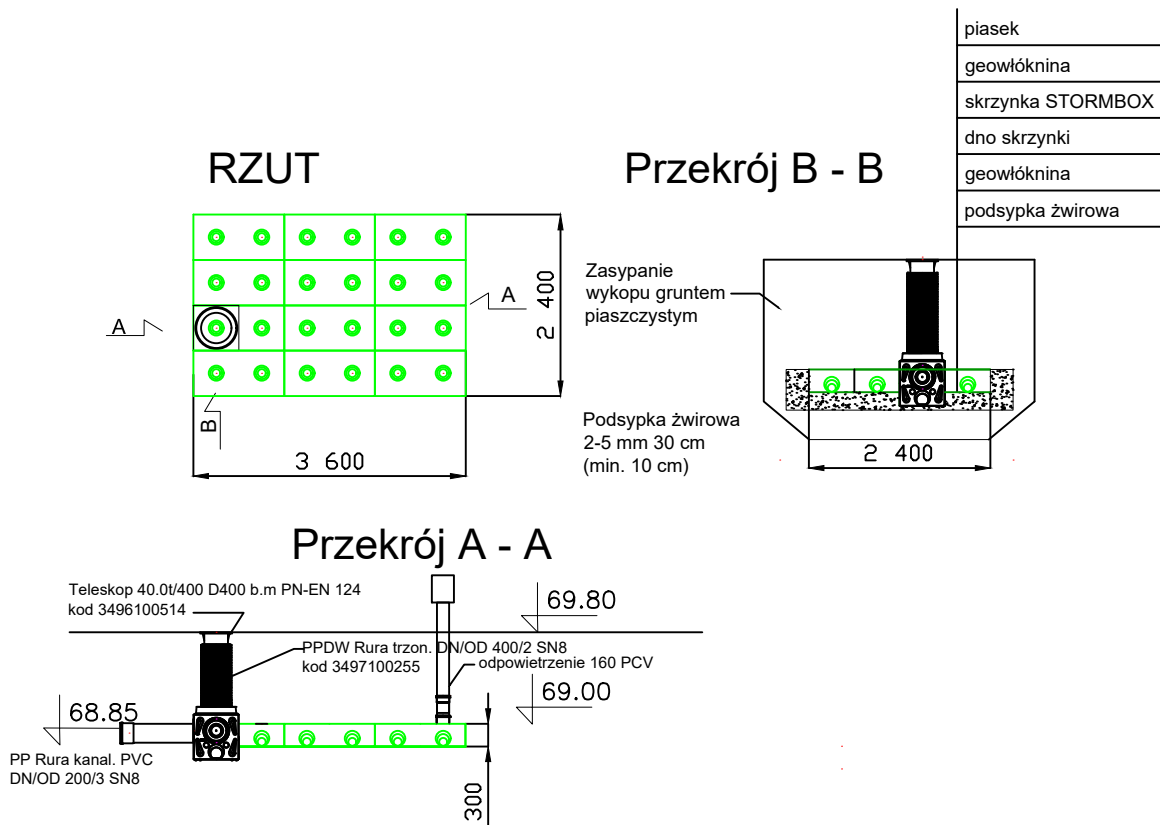 piasek
geowłóknina
skrzynka STORMBOX
dno skrzynki
geowłóknina
podsypka żwirowa
RZUT
Przekrój B - B
A
A
B
2 400
3 600
Zasypanie
wykopu gruntem
piaszczystym
Podsypka żwirowa
2-5 mm 30 cm
(min. 10 cm)
2 400
Przekrój A - A
Teleskop 40.0t/400 D400 b.m PN-EN 124
kod 3496100514
69.80
PPDW Rura trzon. DN/OD 400/2 SN8
kod 3497100255
odpowietrzenie 160 PCV
69.00
68.85
PP Rura kanal. PVC
DN/OD 200/3 SN8
300